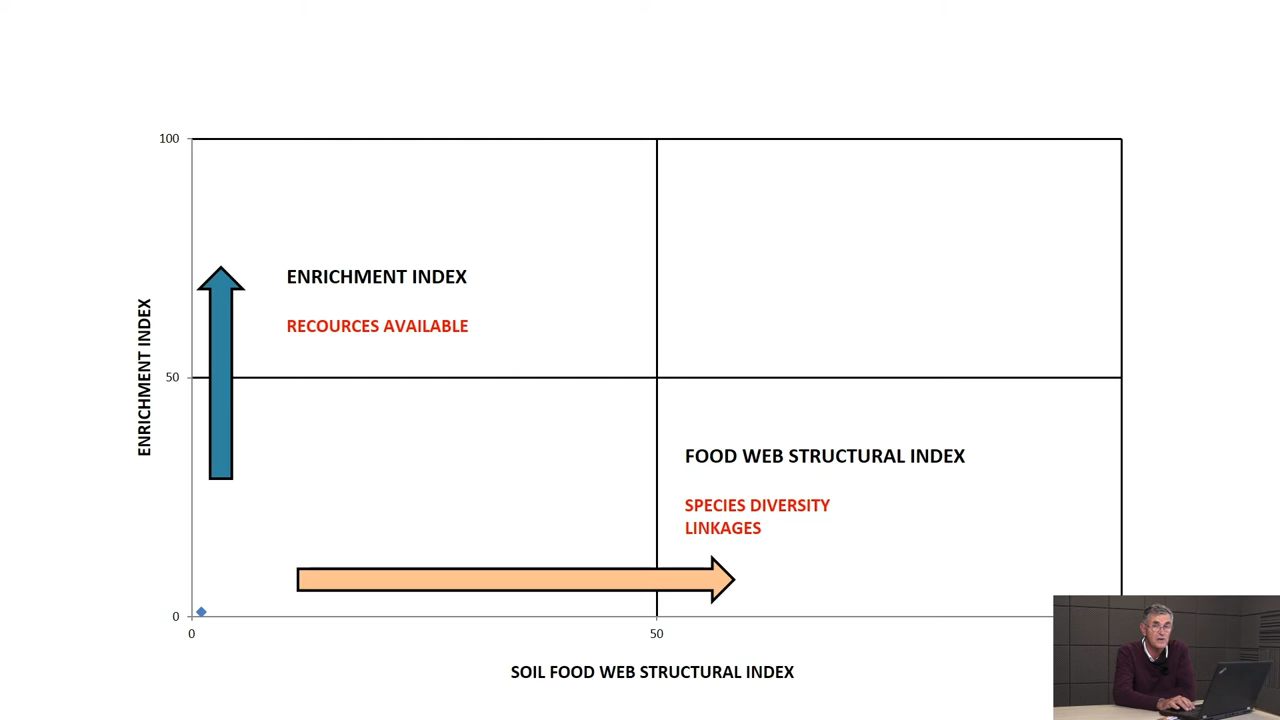 100
ENRICHMENT INDEX
RECOURCES AVAILABLE
ENRICHMENT INDEX
50
FOOD WEB STRUCTURAL INDEX
SPECIES DIVERSITY
LINKAGES
0
0
50
SOIL FOOD WEB STRUCTURAL INDEX